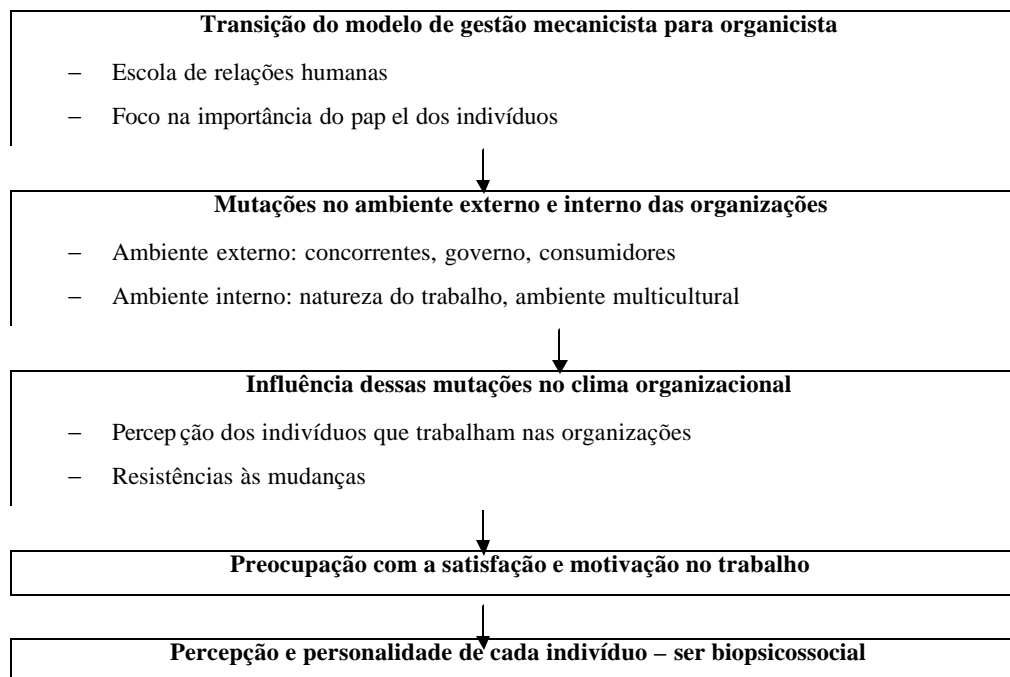 Transição do modelo de gestão mecanicista para organicista
– Escola de relações humanas
– Foco na importância do pap el dos indivíduos
Mutações no ambiente externo e interno das organizações
– Ambiente externo: concorrentes, governo, consumidores
– Ambiente interno: natureza do trabalho, ambiente multicultural
Influência dessas mutações no clima organizacional
– Percep ção dos indivíduos que trabalham nas organizações
– Resistências às mudanças
Preocupação com a satisfação e motivação no trabalho
Percepção e personalidade de cada indivíduo – ser biopsicossocial